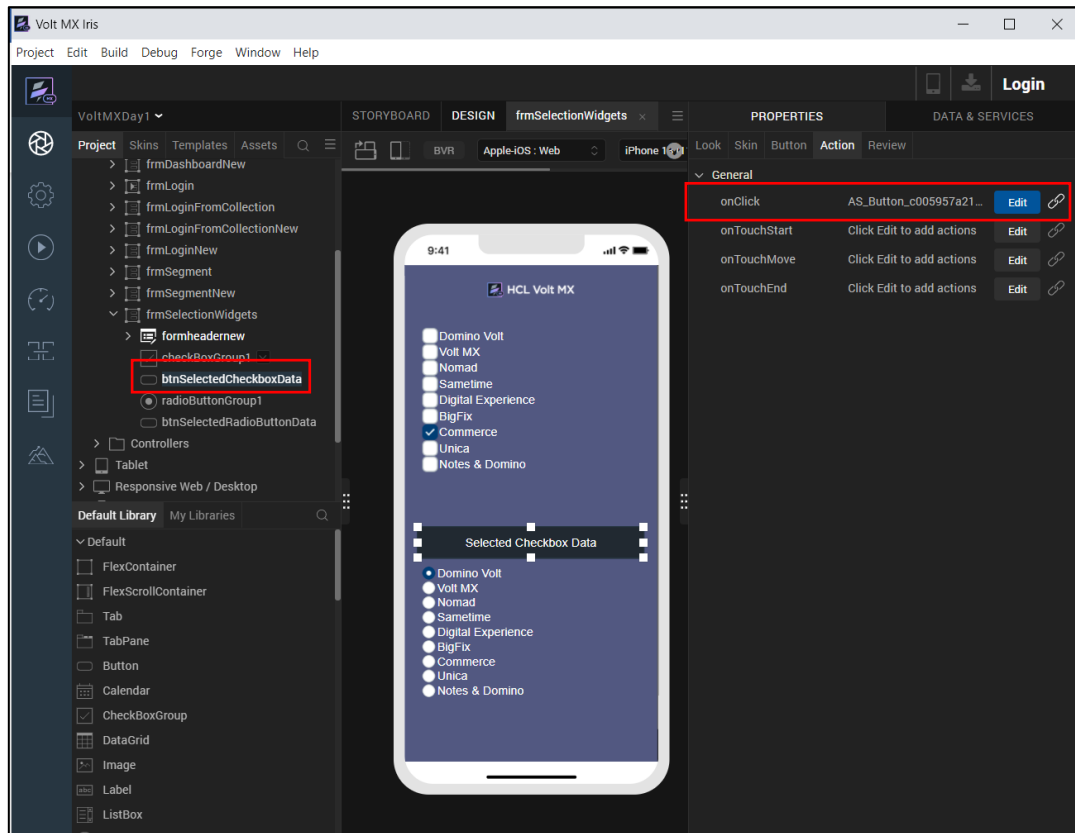 Volt MX Iris
Project Edit Build Debug Forge Window Help
Login
VoltMXDay1
STORYBOARD DESIGN frmSelectionWidgets ×
PROPERTIES DATA & SERVICES
Project Skins Templates Assets
BVR Apple-iOS : Web
Look Skin Button Action Review
frmDashboardNew
frmLogin
frmLoginFromCollection
frmLoginFromCollectionNew
frmLoginNew
frmSegment
frmSegmentNew
frmSelectionWidgets
formheadernew
checkBoxGroup1
btnSelectedCheckboxData
radioButtonGroup1
btnSelectedRadioButtonData
Controllers
Tablet
Responsive Web / Desktop
Default Library My Libraries
Default
FlexContainer
FlexScrollContainer
Tab
TabPane
Button
Calendar
CheckBoxGroup
DataGrid
Image
Label
ListBox
9:41
HCL Volt MX
Domino Volt
Volt MX
Nomad
Sametime
Digital Experience
BigFix
Commerce
Unica
Notes & Domino
Selected Checkbox Data
Domino Volt
Volt MX
Nomad
Sametime
Digital Experience
BigFix
Commerce
Unica
Notes & Domino
General
onClick AS_Button_c005957a21... Edit
onTouchStart Click Edit to add actions Edit
onTouchMove Click Edit to add actions Edit
onTouchEnd Click Edit to add actions Edit